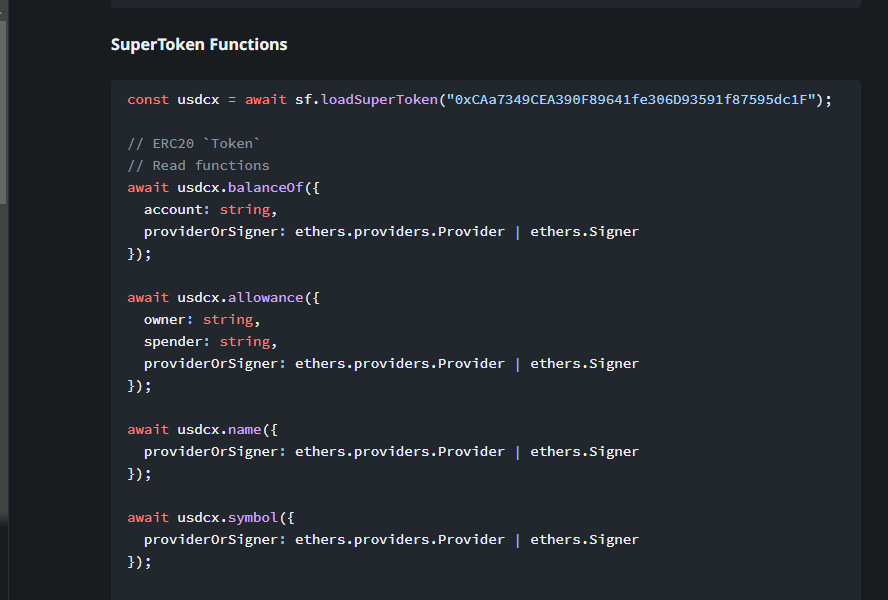 SuperToken Functions
const usdcx = await sf.loadSuperToken("0xCAa7349CEA390F89641fe306D93591f87595dc1F");
// ERC20 `Token`
// Read functions
await usdcx.balanceOf({
account: string,
providerOrSigner: ethers.providers.Provider | ethers.Signer
});
await usdcx.allowance({
owner: string,
spender: string,
providerOrSigner: ethers.providers.Provider | ethers.Signer
});
await usdcx.name({
providerOrSigner: ethers.providers.Provider | ethers.Signer
});
await usdcx.symbol({
providerOrSigner: ethers.providers.Provider | ethers.Signer
});